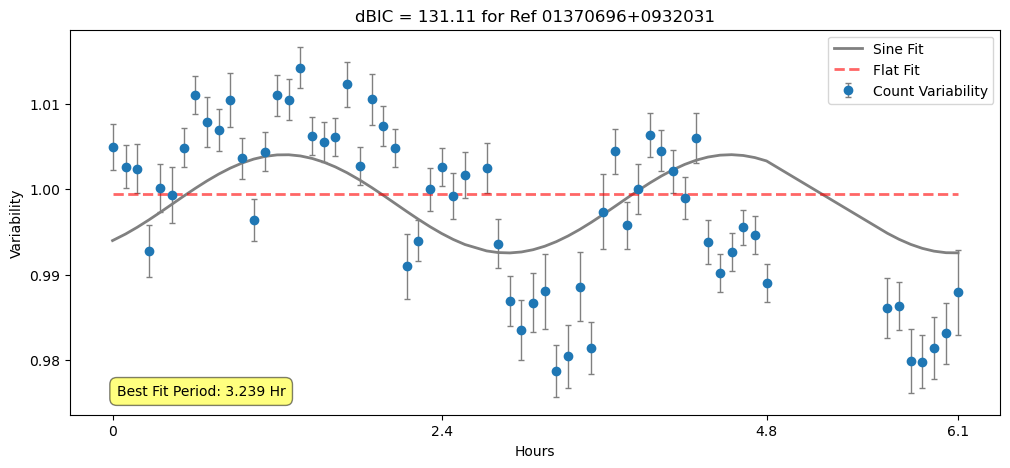 dBIC = 131.11 for Ref 01370696+0932031
Sine Fit
Flat Fit
Count Variability
1.01
1.00
0.99
0.98
Variability
Best Fit Period: 3.239 Hr
0
2.4
4.8
6.1
Hours